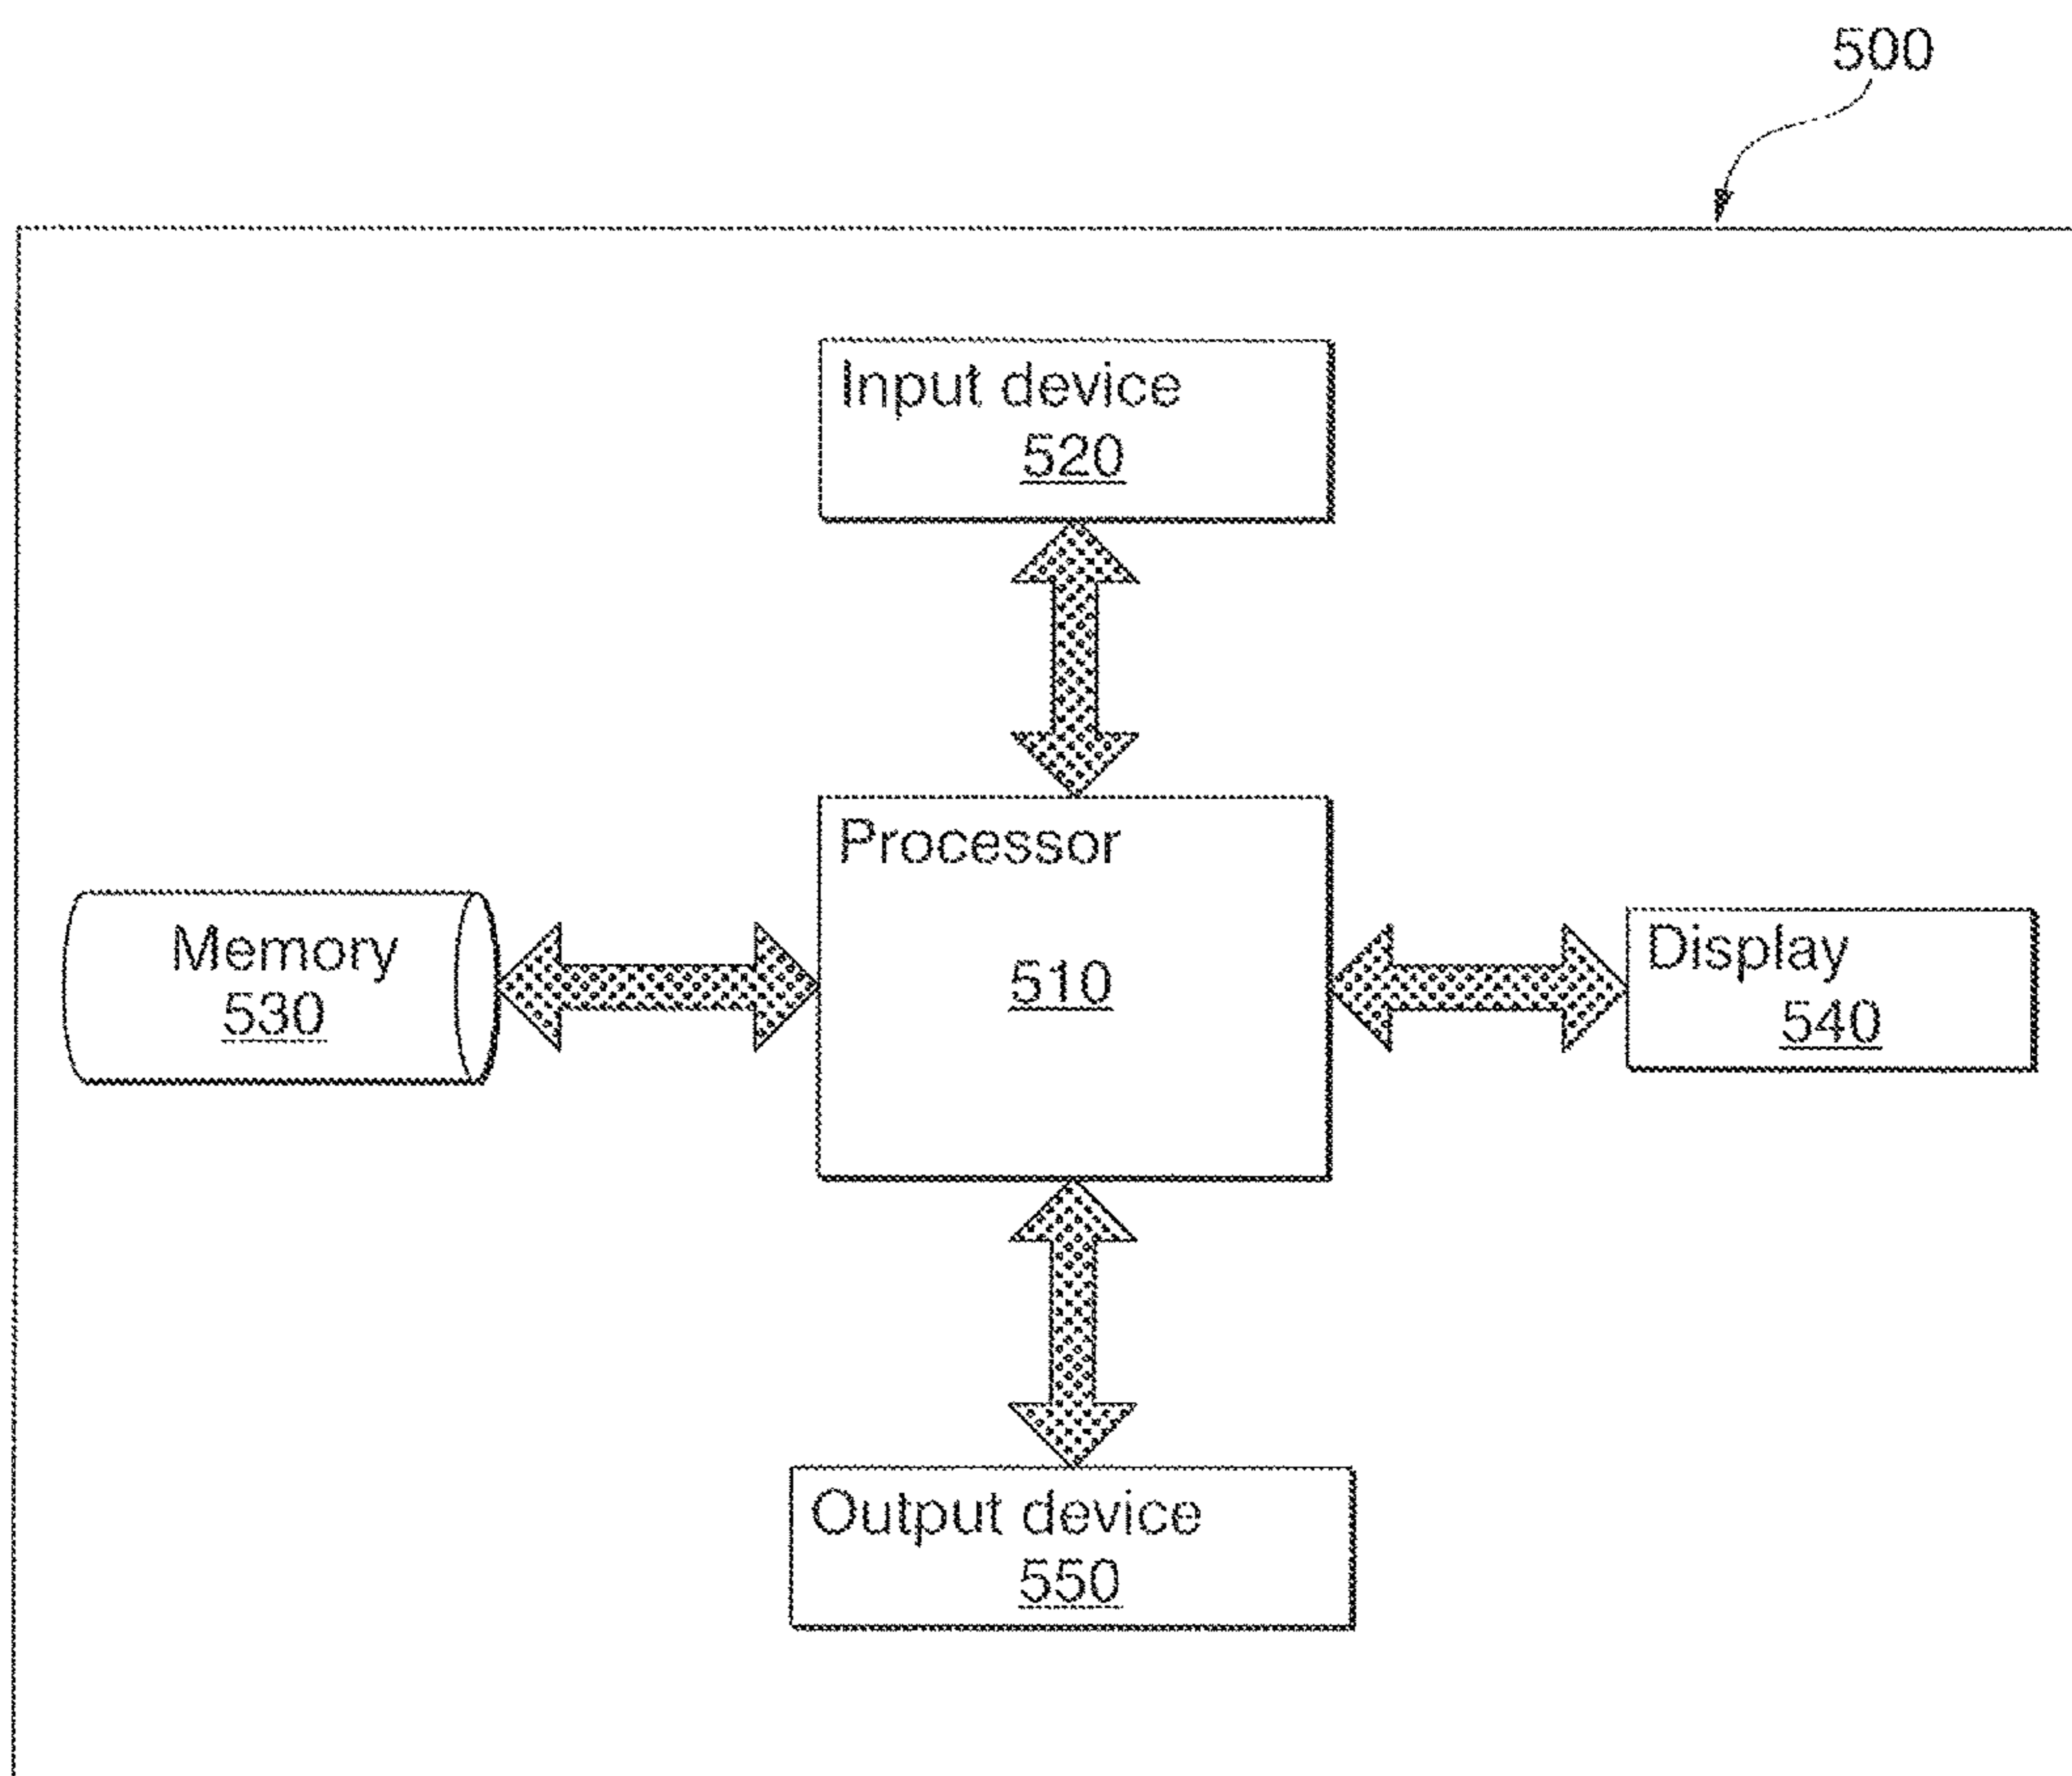 500
Input device
520
Processor
510
Memory
530
Display
540
Output device
550